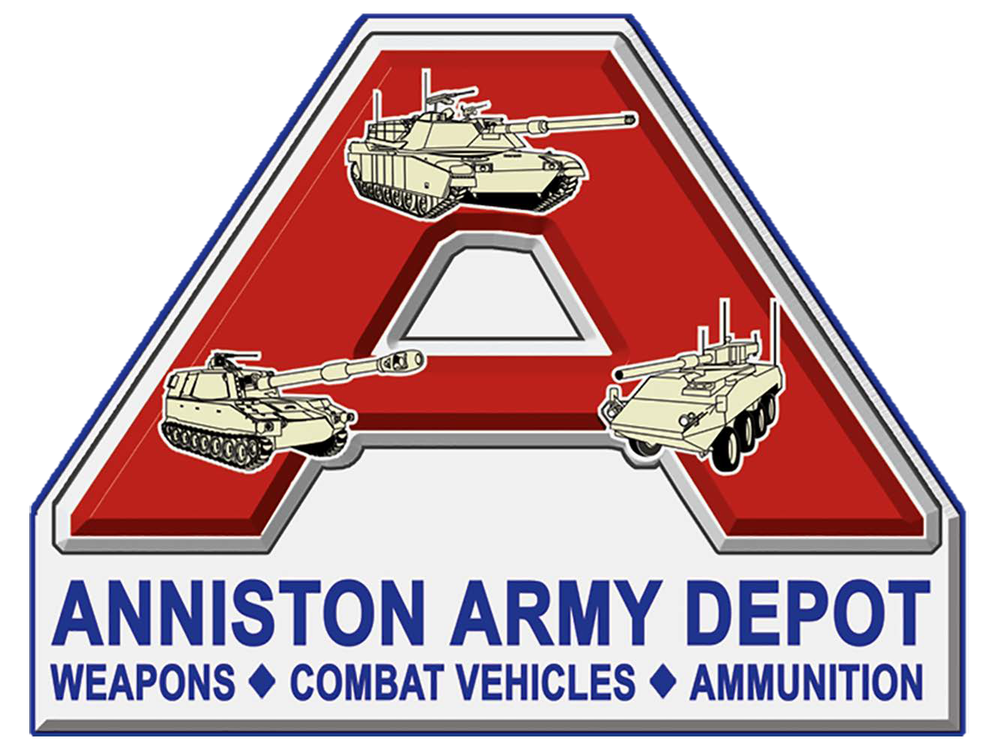 ANNISTON ARMY DEPOT
WEAPONS ♦ COMBAT VEHICLES ♦ AMMUNITION